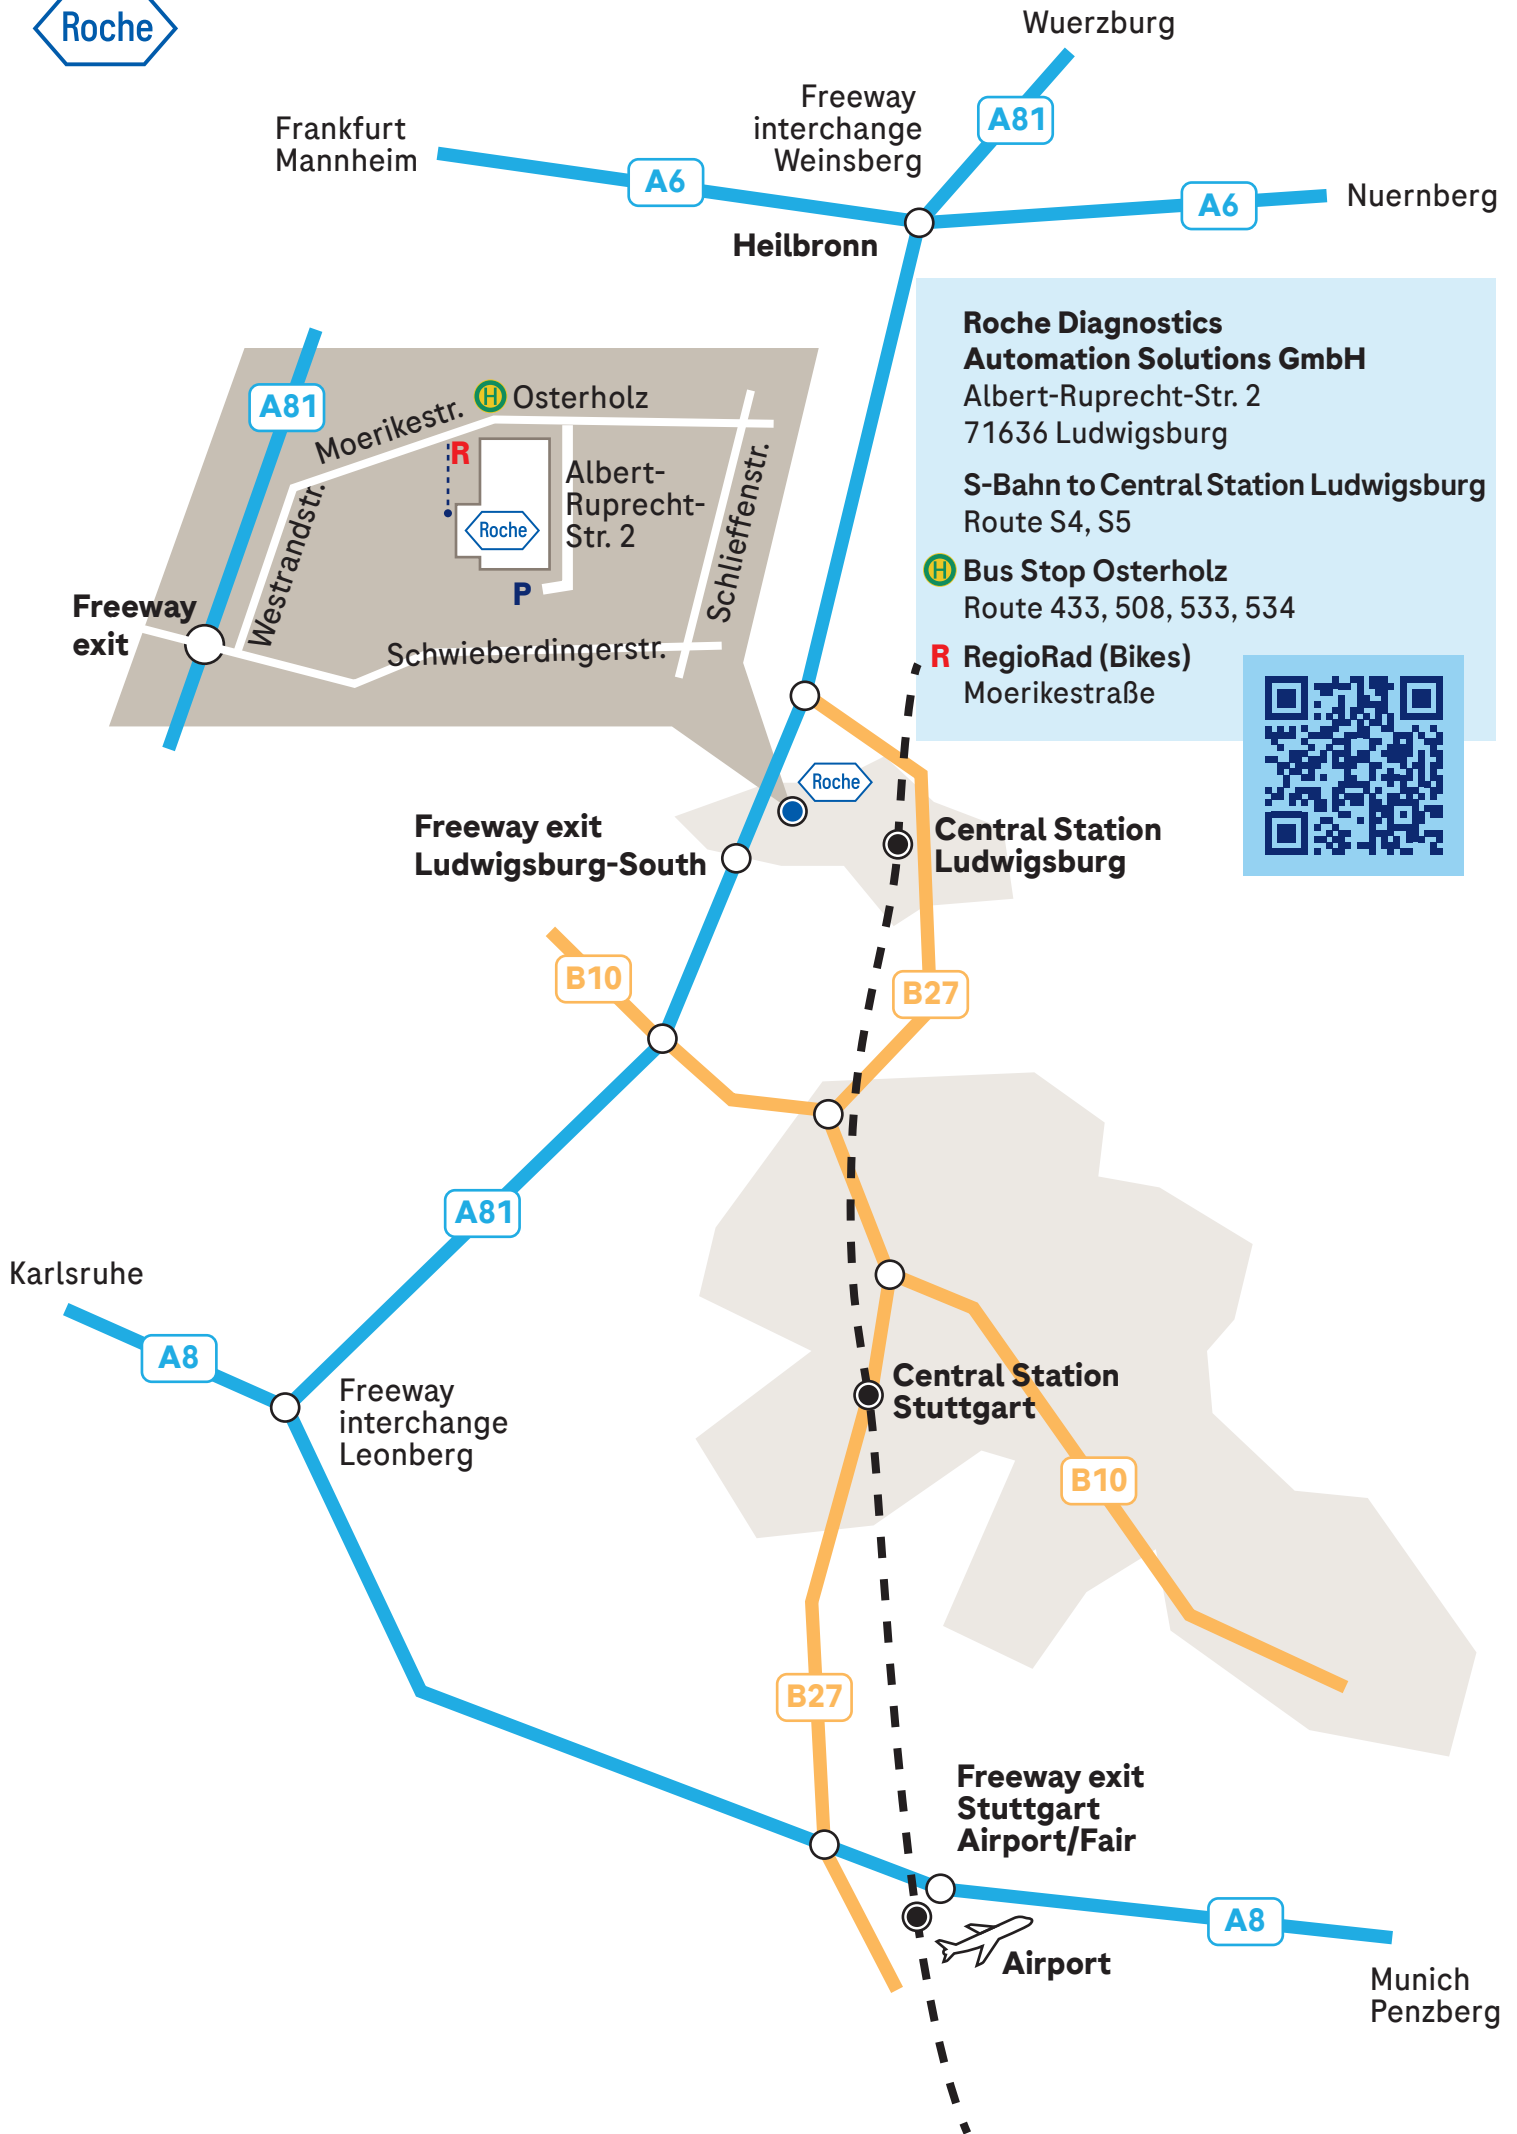 Roche
Wuerzburg
Freeway
interchange
Weinsberg
A81
Frankfurt
Mannheim
A6
A6
Nuernberg
Heilbronn
Roche Diagnostics
Automation Solutions GmbH
Albert-Ruprecht-Str. 2
71636 Ludwigsburg
S-Bahn to Central Station Ludwigsburg
Route S4, S5
H Bus Stop Osterholz
Route 433, 508, 533, 534
R RegioRad (Bikes)
Moerikestraße
A81
Moerikestr.
H Osterholz
R
Albert-
Ruprecht-
Str. 2
Roche
P
Schlieffenstr.
Westrandstr.
Freeway
exit
Schwieberdingerstr.
Roche
Freeway exit
Ludwigsburg-South
Central Station
Ludwigsburg
B10
B27
A81
Karlsruhe
A8
Freeway
interchange
Leonberg
Central Station
Stuttgart
B10
B27
Freeway exit
Stuttgart
Airport/Fair
A8
Airport
Munich
Penzberg